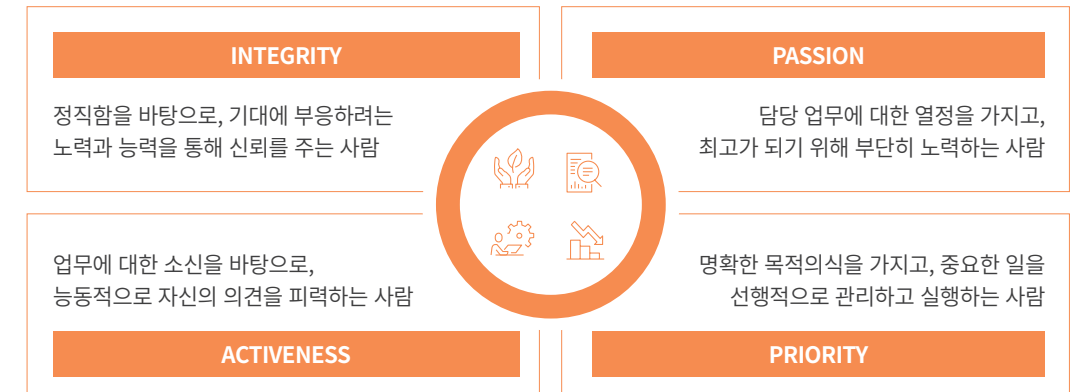 INTEGRITY
정직함을 바탕으로, 기대에 부응하려는
노력과 능력을 통해 신뢰를 주는 사람
PASSION
담당 업무에 대한 열정을 가지고,
최고가 되기 위해 부단히 노력하는 사람
업무에 대한 소신을 바탕으로,
능동적으로 자신의 의견을 피력하는 사람
ACTIVENESS
명확한 목적의식을 가지고, 중요한 일을
선행적으로 관리하고 실행하는 사람
PRIORITY